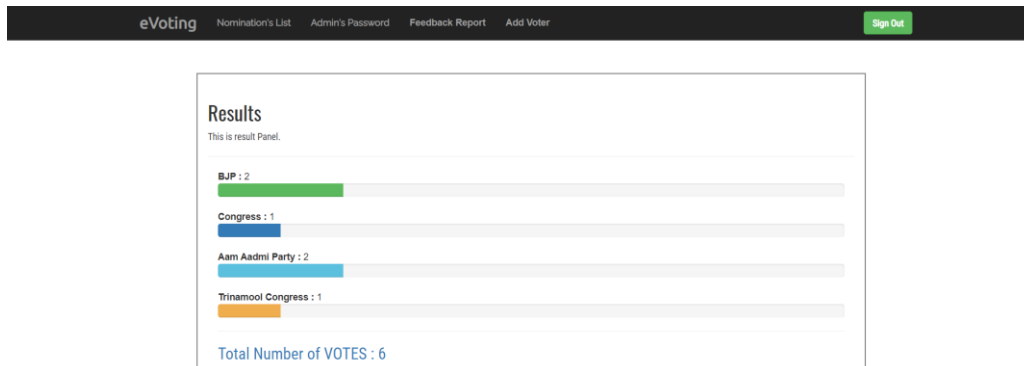 eVoting Nomination's List Admin's Password Feedback Report Add Voter Sign Out
Results
This is result Panel.
BJP : 2
Congress : 1
Aam Aadmi Party : 2
Trinamool Congress : 1
Total Number of VOTES : 6